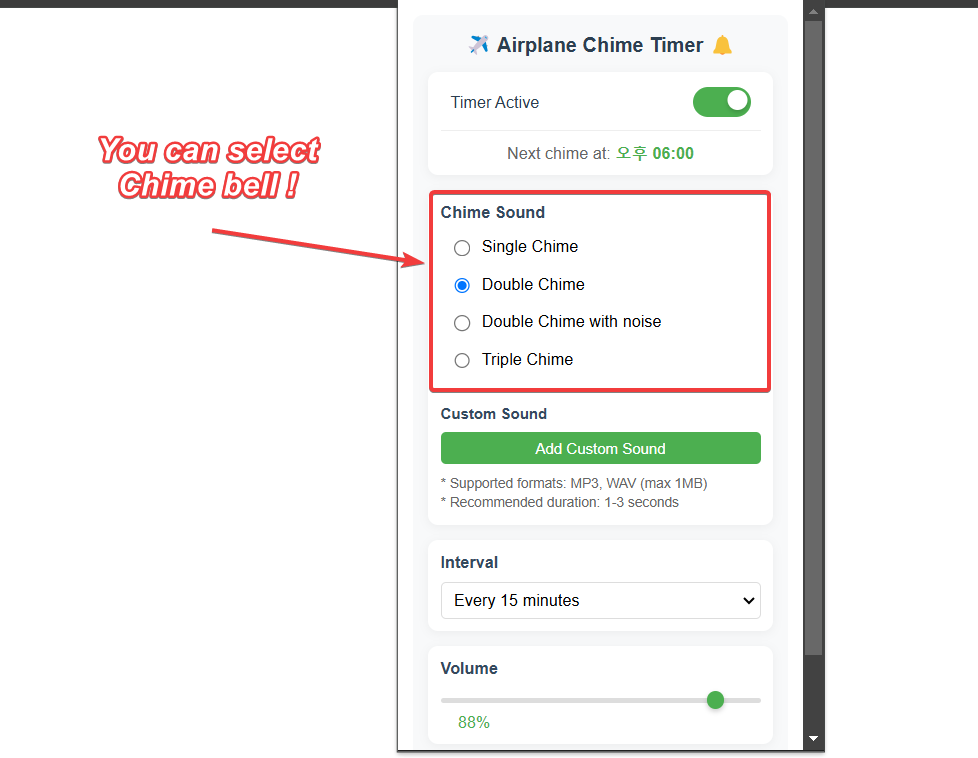 Airplane Chime Timer
Timer Active
Next chime at: 오후 06:00
You can select
Chime bell !
Chime Sound
Single Chime
Double Chime
Double Chime with noise
Triple Chime
Custom Sound
Add Custom Sound
* Supported formats: MP3, WAV (max 1MB)
* Recommended duration: 1-3 seconds
Interval
Every 15 minutes
Volume
88%